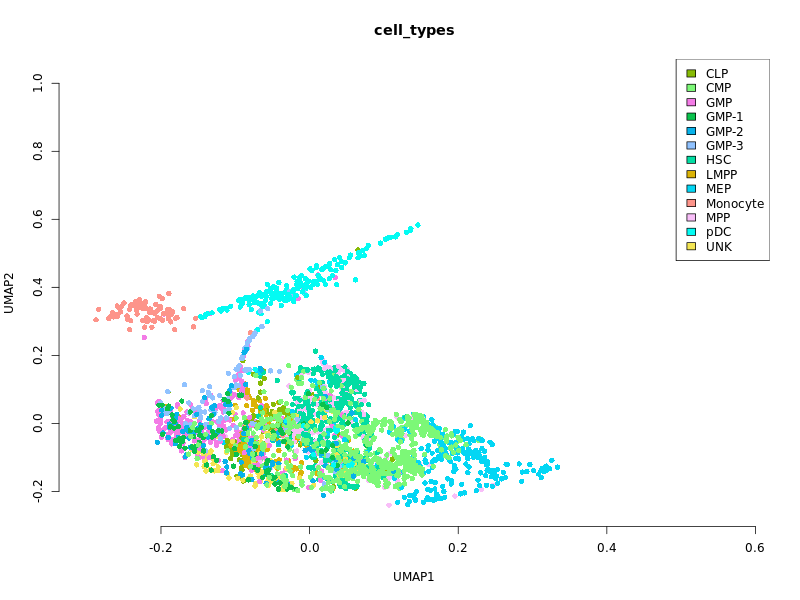 cell_types
CLP
CMP
GMP
GMP-1
GMP-2
GMP-3
HSC
LMPP
MEP
Monocyte
MPP
pDC
UNK
UMAP2
1.0
0.8
0.6
0.4
0.2
0.0
-0.2
-0.2 0.0 0.2 0.4 0.6
UMAP1